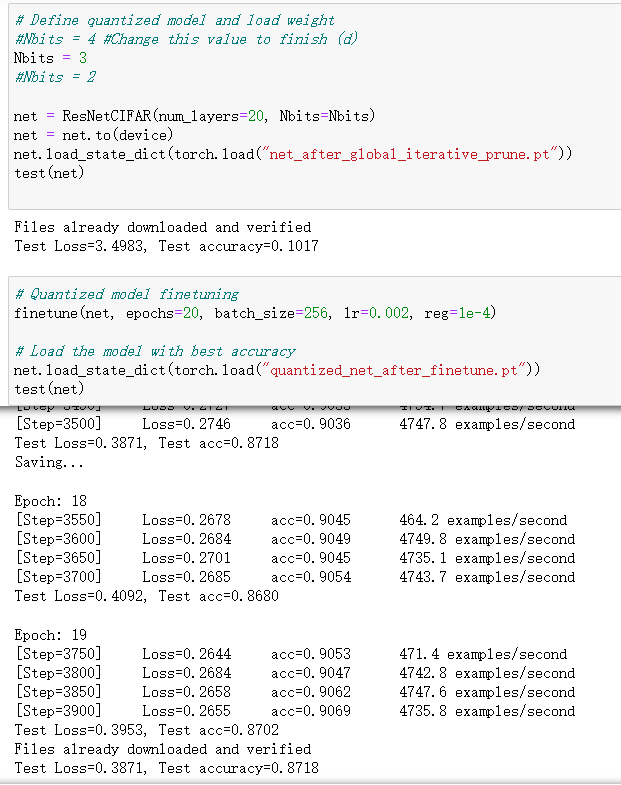 # Define quantized model and load weight
#Nbits = 4 #Change this value to finish (d)
Nbits = 3
#Nbits = 2
net = ResNetCIFAR(num_layers=20, Nbits=Nbits)
net = net.to(device)
net.load_state_dict(torch.load("net_after_global_iterative_prune.pt"))
test(net)
Files already downloaded and verified
Test Loss=3.4983, Test accuracy=0.1017
# Quantized model finetuning
finetune(net, epochs=20, batch_size=256, lr=0.002, reg=1e-4)
# Load the model with best accuracy
net.load_state_dict(torch.load("quantized_net_after_finetune.pt"))
test(net)
[Step=3500] Loss=0.2746 acc=0.9036 4747.8 examples/second
Test Loss=0.3871, Test acc=0.8718
Saving...
Epoch: 18
[Step=3550] Loss=0.2678 acc=0.9045 464.2 examples/second
[Step=3600] Loss=0.2684 acc=0.9049 4749.8 examples/second
[Step=3650] Loss=0.2701 acc=0.9045 4735.1 examples/second
[Step=3700] Loss=0.2685 acc=0.9054 4743.7 examples/second
Test Loss=0.4092, Test acc=0.8680
Epoch: 19
[Step=3750] Loss=0.2644 acc=0.9053 471.4 examples/second
[Step=3800] Loss=0.2684 acc=0.9047 4742.8 examples/second
[Step=3850] Loss=0.2658 acc=0.9062 4747.6 examples/second
[Step=3900] Loss=0.2655 acc=0.9069 4735.8 examples/second
Test Loss=0.3953, Test acc=0.8702
Files already downloaded and verified
Test Loss=0.3871, Test accuracy=0.8718